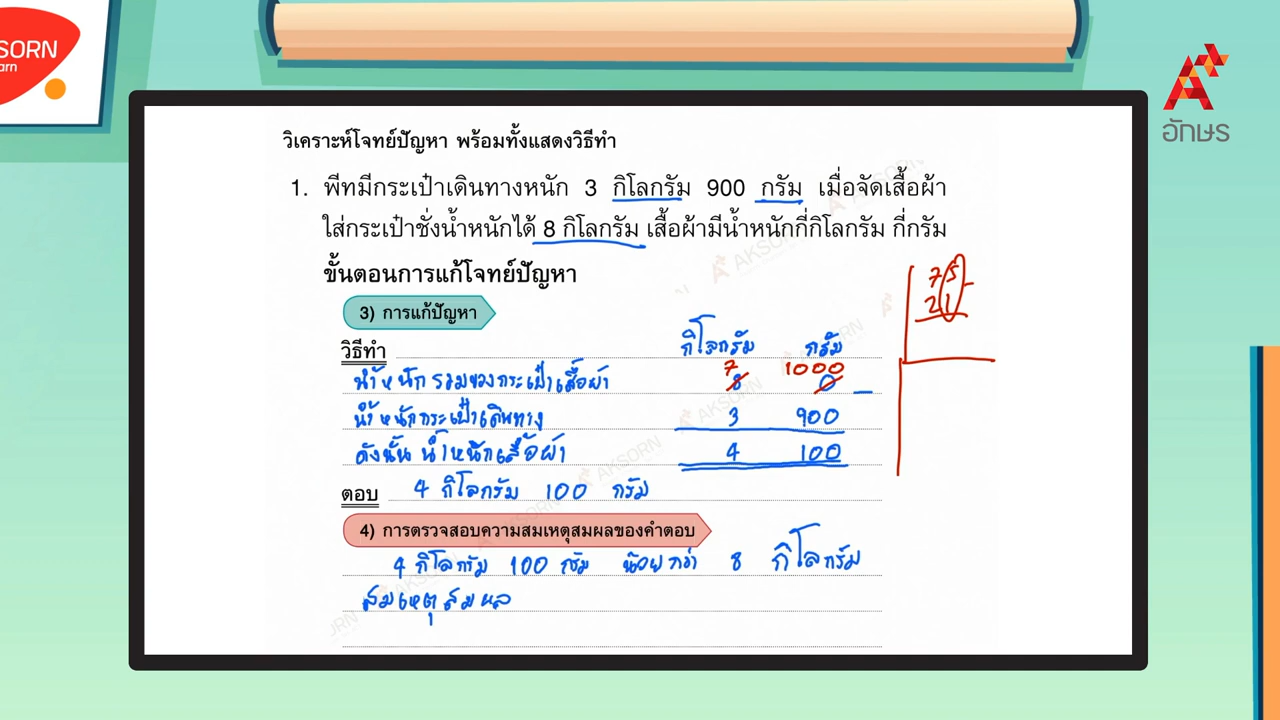 KSORN
arn
อักษร
วิเคราะห์โจทย์ปัญหา พร้อมทั้งแสดงวิธีทำ
1. พีทมีกระเป๋าเดินทางหนัก 3 กิโลกรัม 900 กรัม เมื่อจัดเสื้อผ้า
ใส่กระเป๋าชั่งน้ำหนักได้ 8 กิโลกรัม เสื้อผ้ามีน้ำหนักกี่กิโลกรัม กี่กรัม
ขั้นตอนการแก้โจทย์ปัญหา
75
21
3) การแก้ปัญหา
วิธีทำ กิโลกรัม กรัม
7 1000
น้ำหนักรวมของกระเป๋าเสื้อผ้า 8 0 –
น้ำหนักกระเป๋าเดินทาง 3 900
ดังนั้น น้ำหนักเสื้อผ้า 4 100
ตอบ 4 กิโลกรัม 100 กรัม
4) การตรวจสอบความสมเหตุสมผลของคำตอบ
4 กิโลกรัม 100 กรัม น้อยกว่า 8 กิโลกรัม
สมเหตุสมผล
AKSORN
AKSORN
AKSORN
AKSORN
AKSORN
AKSORN